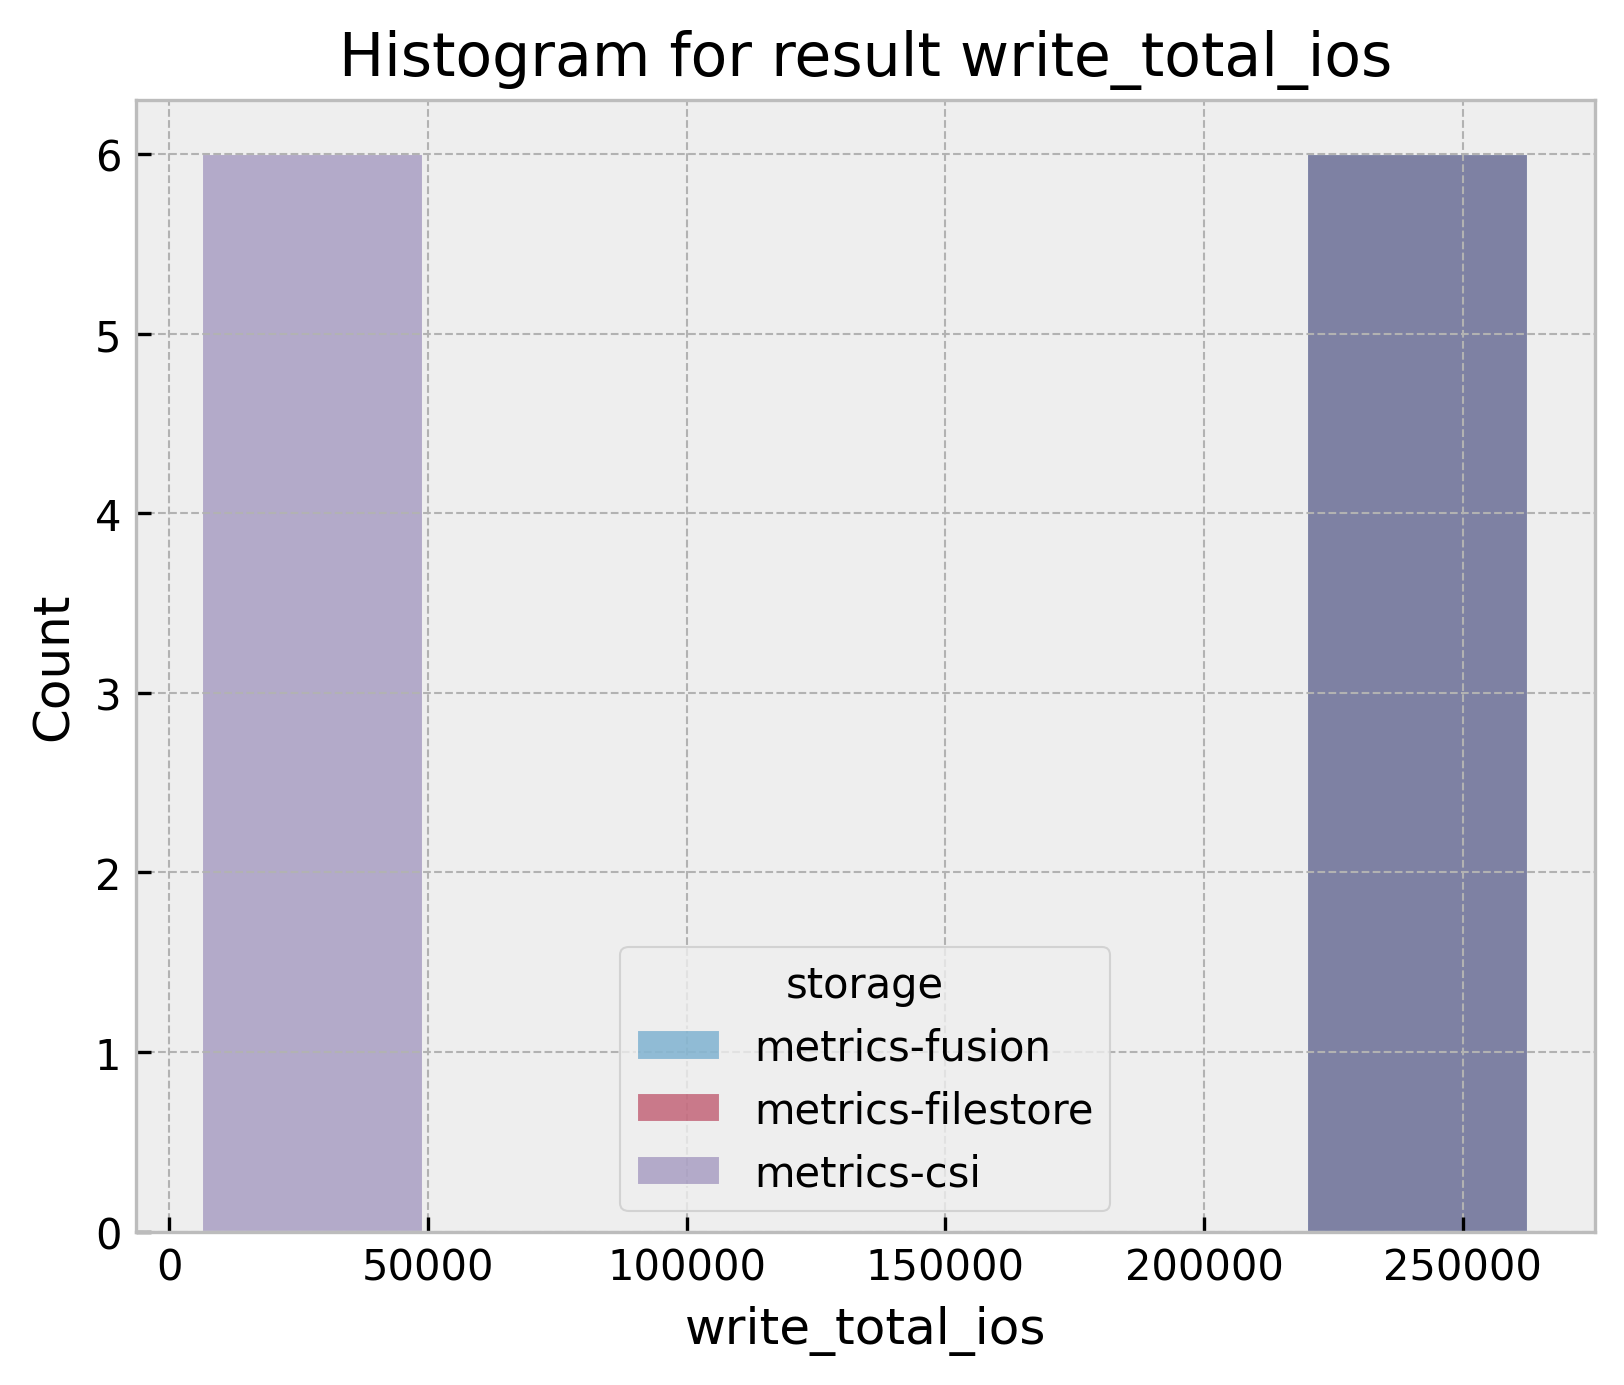 Histogram for result write_total_ios
6
5
4
3
2
1
0
Count
storage
metrics-fusion
metrics-filestore
metrics-csi
0 50000 100000 150000 200000 250000
write_total_ios